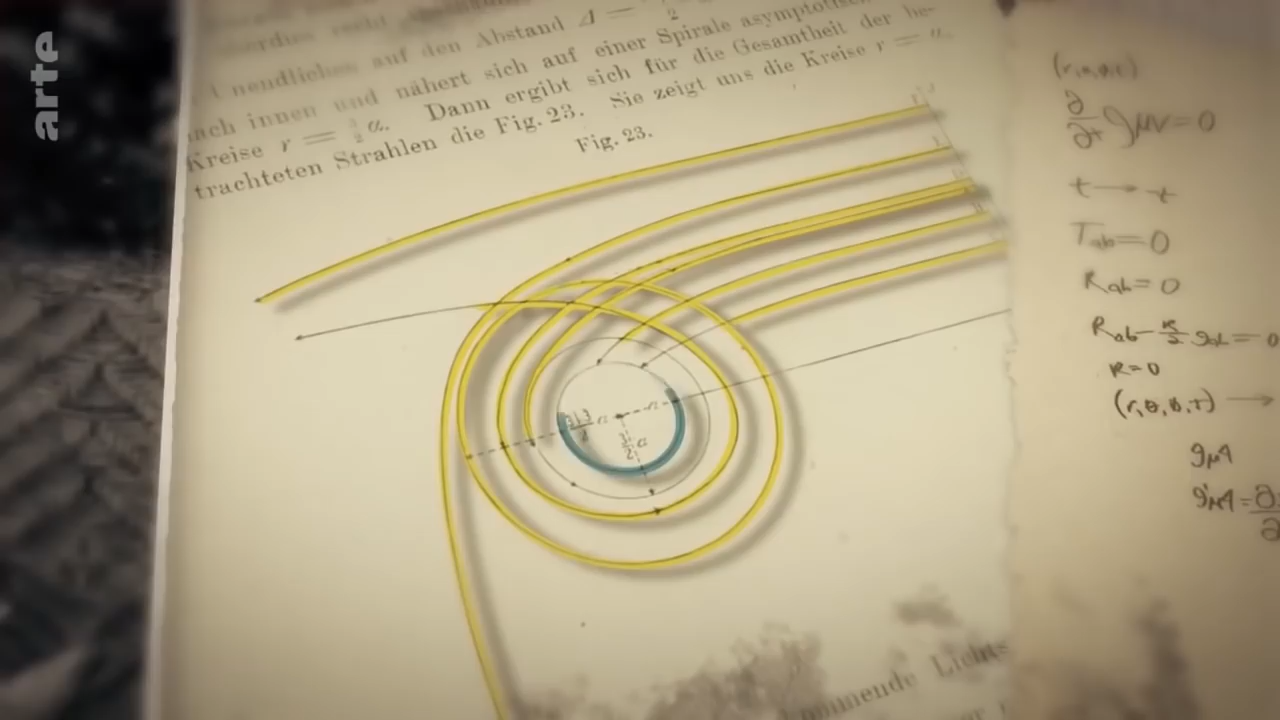 arte
nendliches auf den Abstand Δ =
nach innen und nähert sich auf einer Spirale asymptotisch
Kreise r = 3/2 a. Dann ergibt sich für die Gesamtheit der be-
trachteten Strahlen die Fig. 23. Sie zeigt uns die Kreise r = a.
Fig. 23.
a
3/2 a
∂/∂t gμν = 0
t → -t
Tab = 0
Rab = 0
R = 0
(r, θ, φ, t) →
gμ4
g'μ4 = ∂